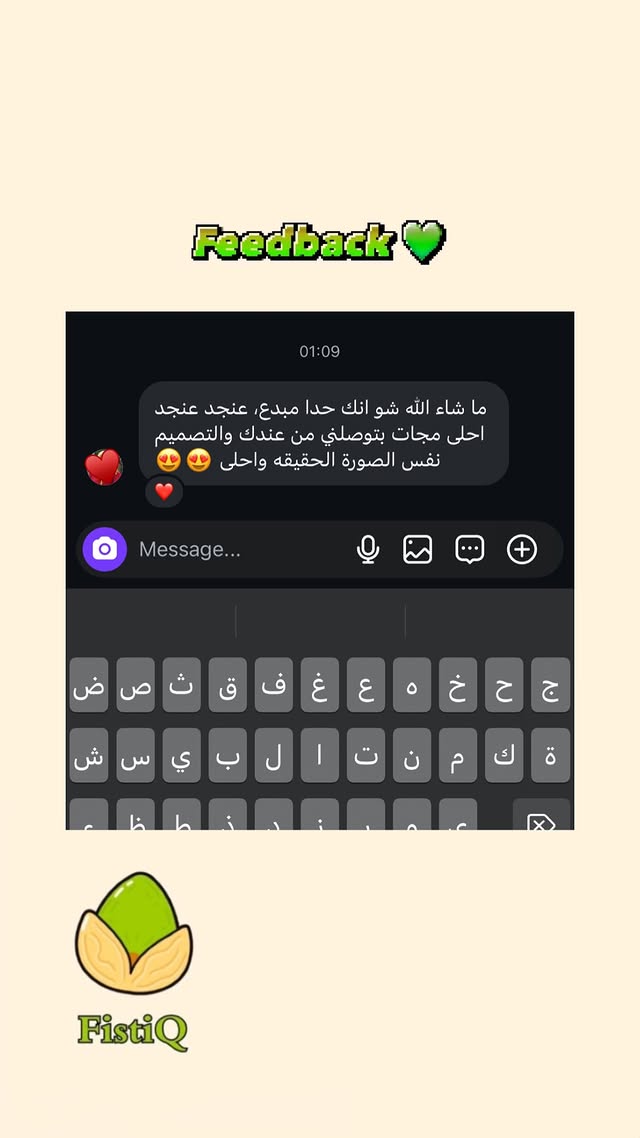 Feedback
01:09
ما شاء الله شو انك حدا مبدع، عنجد عنجد
احلى مجات بتوصلني من عندك والتصميم
نفس الصورة الحقيقه واحلى 😍😍
❤️
Message...
ض ص ث ق ف غ ع ه خ ح ج
ش س ي ب ل ا ت ن م ك ة
FistiQ